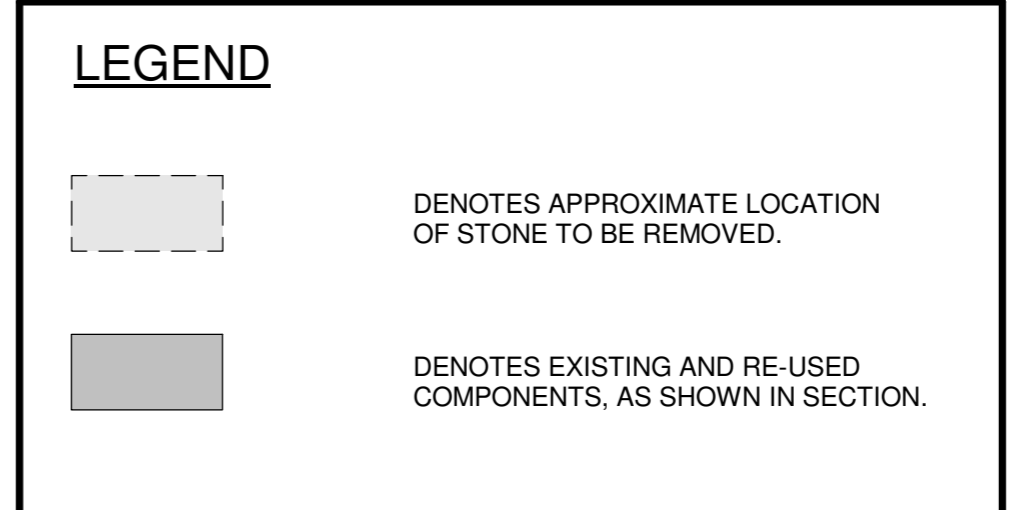 LEGEND
DENOTES APPROXIMATE LOCATION
OF STONE TO BE REMOVED.
DENOTES EXISTING AND RE-USED
COMPONENTS, AS SHOWN IN SECTION.